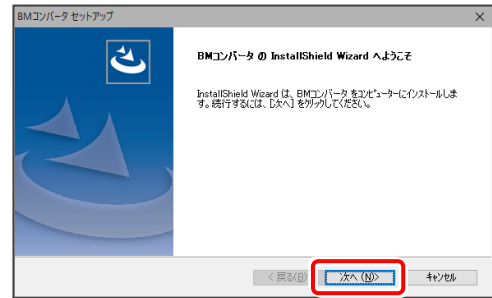 BMコンバータ セットアップ
BMコンバータ の InstallShield Wizard へようこそ
InstallShield Wizard は、BMコンバータ をコンピューターにインストールしま
す。続行するには、[次へ] をクリックしてください。
< 戻る(B)
次へ (N)>
キャンセル